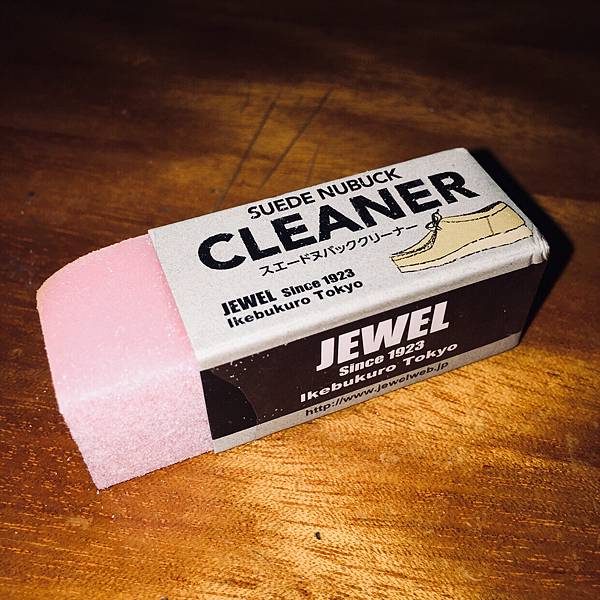 SUEDE NUBUCK
CLEANER
スエードヌバッククリーナー
JEWEL Since 1923
Ikebukuro Tokyo
JEWEL
Since 1923
Ikebukuro Tokyo
http://www.jewelweb.jp